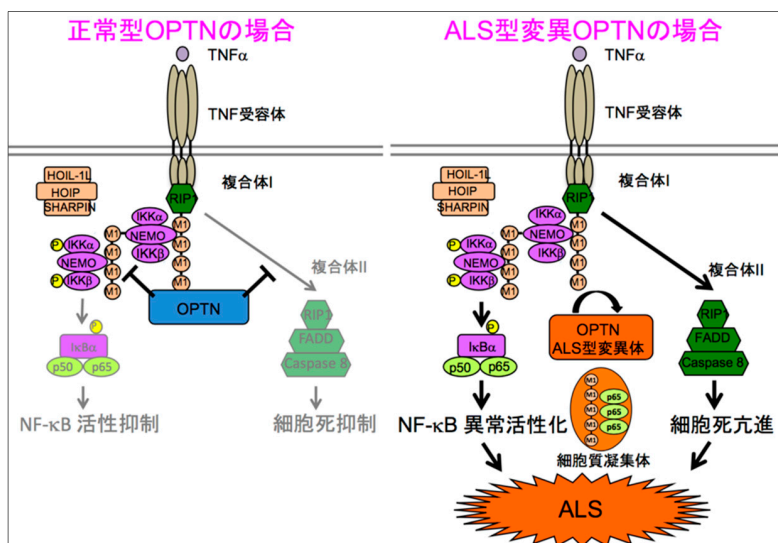 正常型OPTNの場合
TNFα
TNF受容体
HOIL-1L
HOIP
SHARPIN
複合体I
RIP1
IKKα
NEMO
IKKβ
M1
M1
M1
M1
M1
M1
M1
M1
P
IKKα
NEMO
P
IKKβ
OPTN
複合体II
RIP1
FADD
Caspase 8
P
IκBα
p50
p65
NF-κB 活性抑制
細胞死抑制
ALS型変異OPTNの場合
TNFα
TNF受容体
HOIL-1L
HOIP
SHARPIN
複合体I
RIP1
IKKα
NEMO
IKKβ
M1
M1
M1
M1
M1
M1
M1
M1
P
IKKα
NEMO
P
IKKβ
複合体II
OPTN
ALS型変異体
RIP1
FADD
Caspase 8
P
IκBα
p50
p65
M1
M1
M1
M1
p65
p65
p65
NF-κB 異常活性化
細胞質凝集体
細胞死亢進
ALS